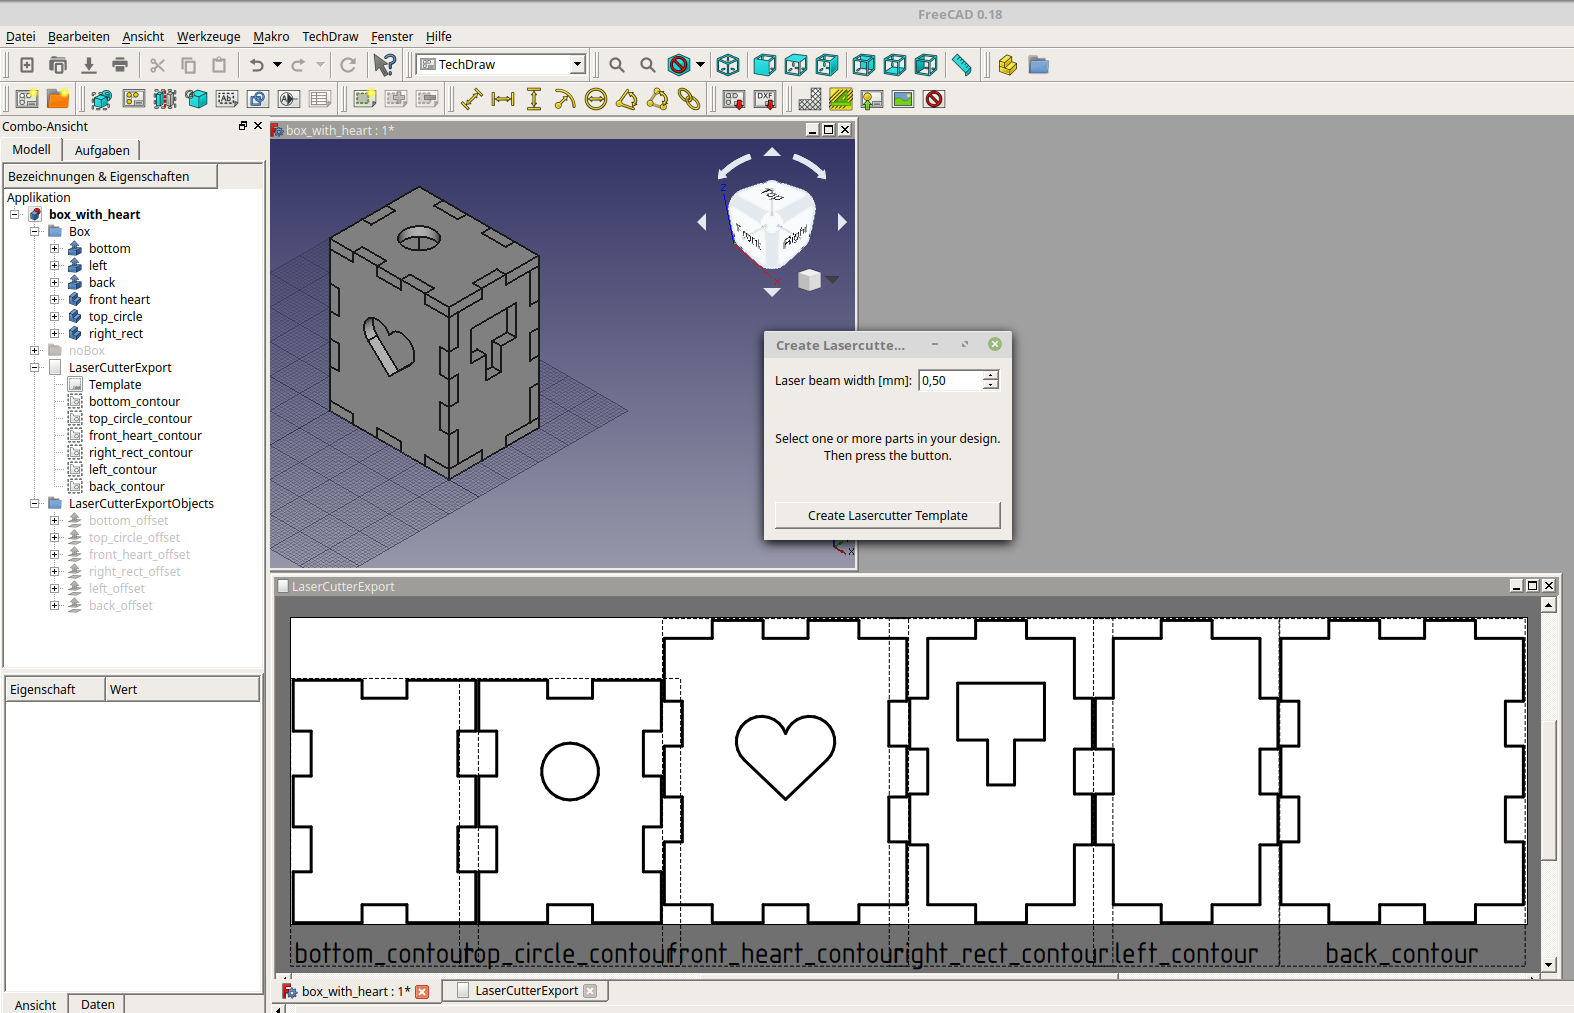 FreeCAD 0.18
Datei Bearbeiten Ansicht Werkzeuge Makro TechDraw Fenster Hilfe
TechDraw
DXF
Combo-Ansicht
Modell Aufgaben
Bezeichnungen & Eigenschaften
Applikation
box_with_heart
Box
bottom
left
back
front heart
top_circle
right_rect
noBox
LaserCutterExport
Template
bottom_contour
top_circle_contour
front_heart_contour
right_rect_contour
left_contour
back_contour
LaserCutterExportObjects
bottom_offset
top_circle_offset
front_heart_offset
right_rect_offset
left_offset
back_offset
Eigenschaft Wert
Ansicht Daten
box_with_heart : 1*
Z
Top
Front
Right
X
Create Lasercutte...
Laser beam width [mm]: 0,50
Select one or more parts in your design.
Then press the button.
Create Lasercutter Template
LaserCutterExport
bottom_contour top_circle_contour front_heart_contour right_rect_contour left_contour back_contour
box_with_heart : 1* LaserCutterExport